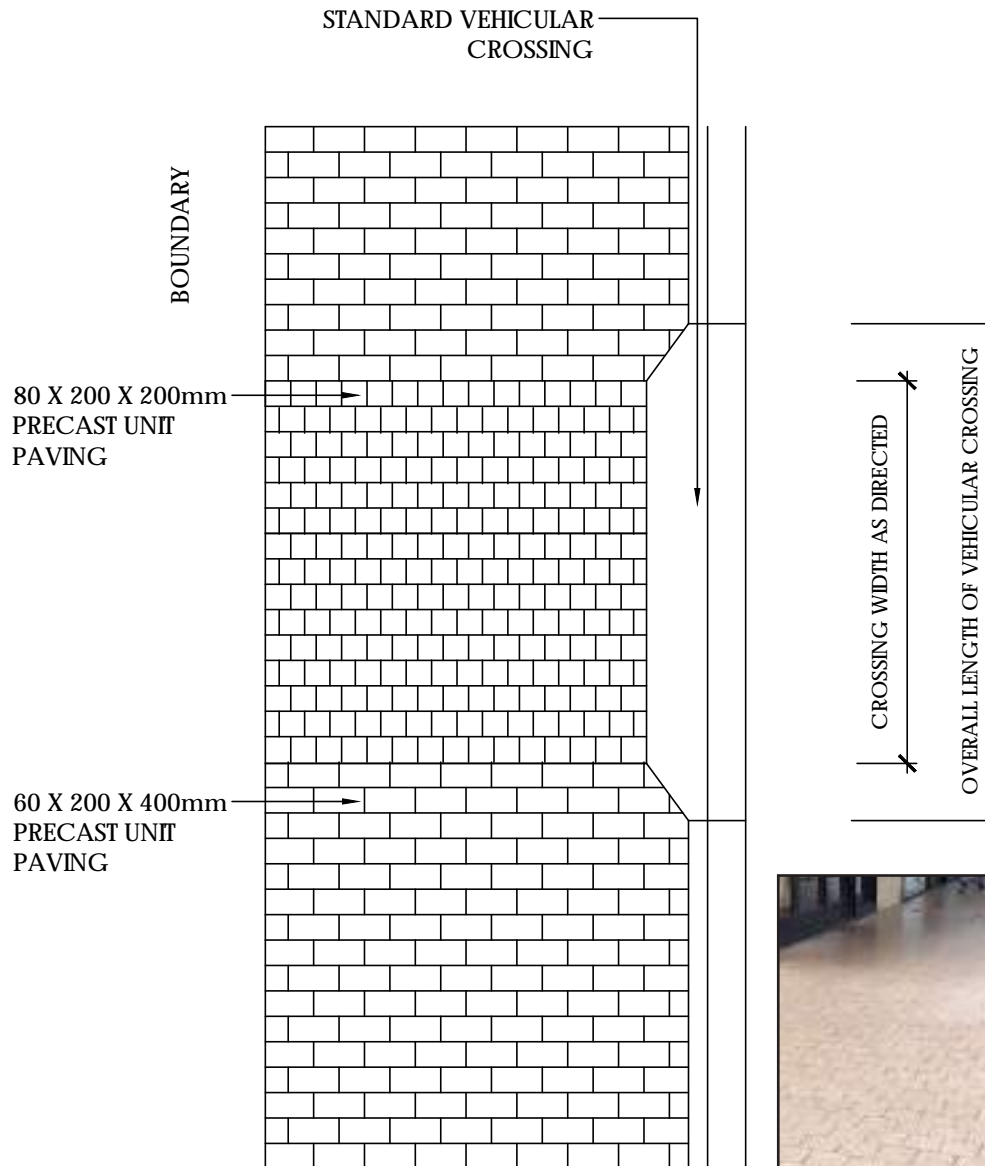 STANDARD VEHICULAR
CROSSING
BOUNDARY
80 X 200 X 200mm
PRECAST UNIT
PAVING
CROSSING WIDTH AS DIRECTED
OVERALL LENGTH OF VEHICULAR CROSSING
60 X 200 X 400mm
PRECAST UNIT
PAVING